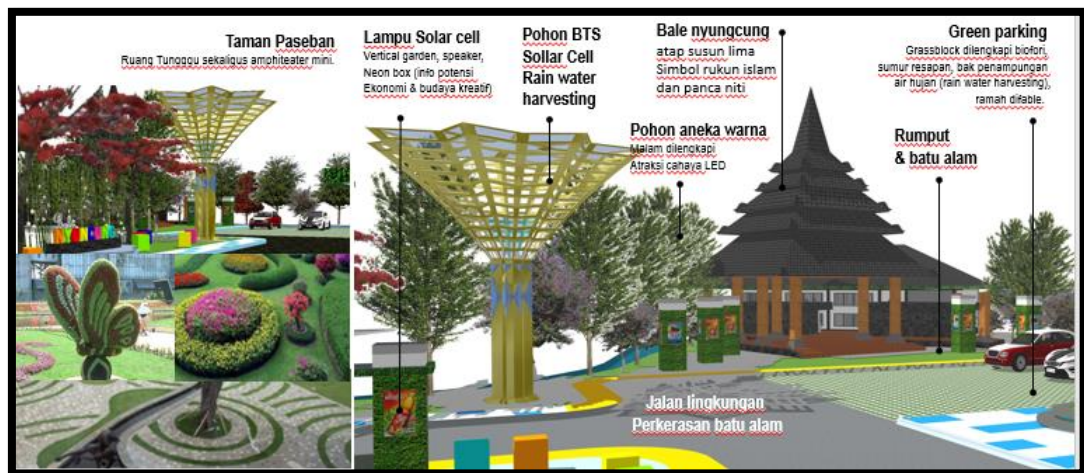 Taman Paseban
Ruang Tunggu sekaligus amphiteater mini.
Lampu Solar cell
Vertical garden, speaker,
Neon box (info potensi
Ekonomi & budaya kreatif)
Pohon BTS
Sollar Cell
Rain water
harvesting
Bale nyungcung
atap susun lima
Simbol rukun islam
dan panca niti
Pohon aneka warna
Malam dilengkapi
Atraksi cahaya LED
Green parking
Grassblock dilengkapi biofori,
sumur resapan, bak penampungan
air hujan (rain water harvesting),
ramah difable.
Rumput
& batu alam
Jalan lingkungan
Perkerasan batu alam